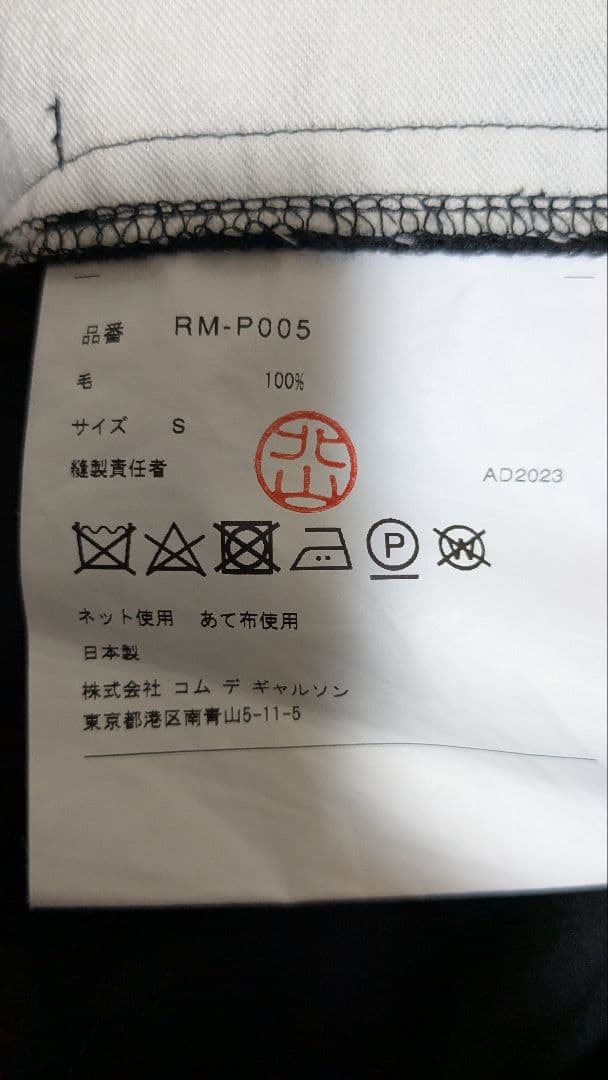 品番 RM-P005
毛 100%
サイズ S
縫製責任者 北山 AD2023
P W
ネット使用 あて布使用
日本製
株式会社 コム デ ギャルソン
東京都港区南青山5-11-5